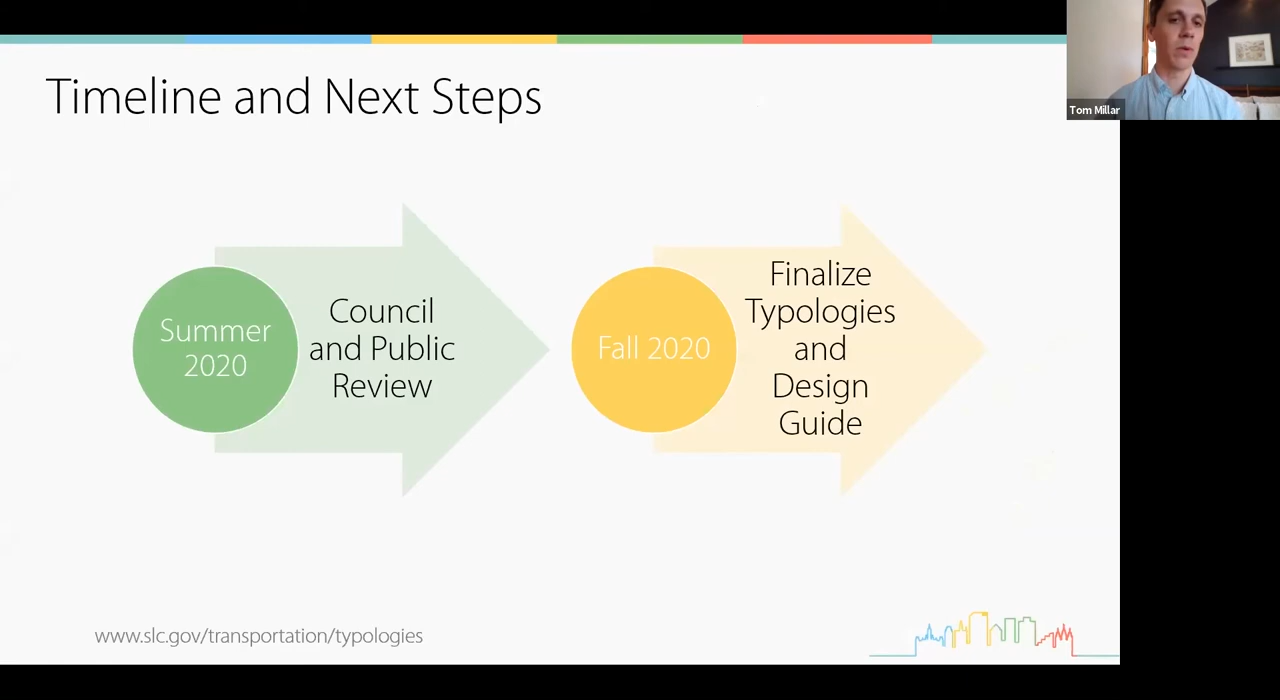 Timeline and Next Steps
Tom Millar
Summer
2020
Council
and Public
Review
Fall 2020
Finalize
Typologies
and
Design
Guide
www.slc.gov/transportation/typologies